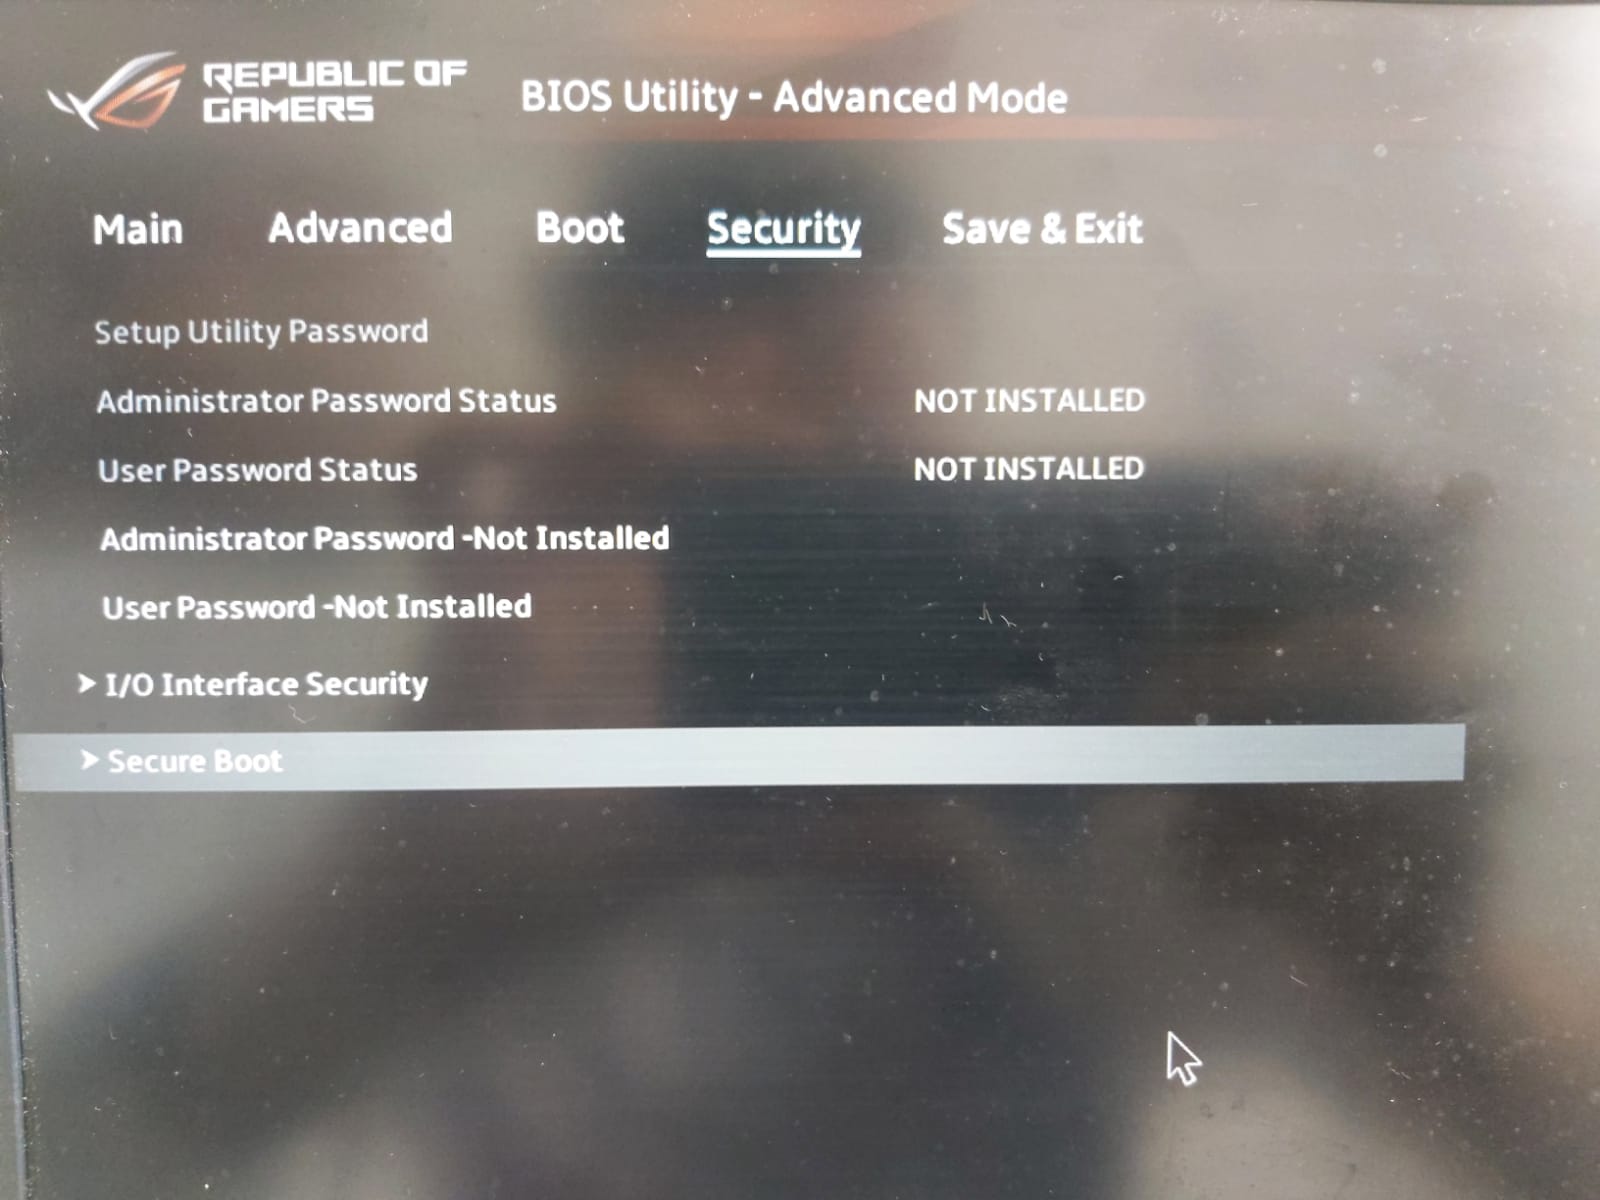 REPUBLIC OF
GAMERS
BIOS Utility - Advanced Mode
Main Advanced Boot Security Save & Exit
Setup Utility Password
Administrator Password Status NOT INSTALLED
User Password Status NOT INSTALLED
Administrator Password -Not Installed
User Password -Not Installed
I/O Interface Security
Secure Boot